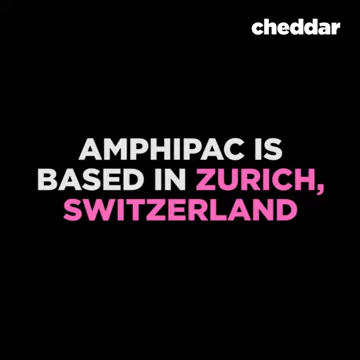 cheddar
AMPHIPAC IS
BASED IN ZURICH,
SWITZERLAND